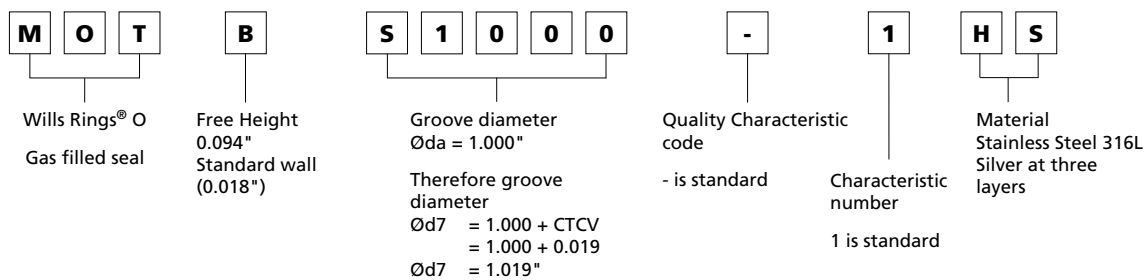 M O T B S 1 0 0 0 - 1 H S
Wills Rings® O
Gas filled seal
Free Height
0.094"
Standard wall
(0.018")
Groove diameter
Øda = 1.000"
Therefore groove
diameter
Ød7 = 1.000 + CTCV
= 1.000 + 0.019
Ød7 = 1.019"
Quality Characteristic
code
- is standard
Characteristic
number
1 is standard
Material
Stainless Steel 316L
Silver at three
layers